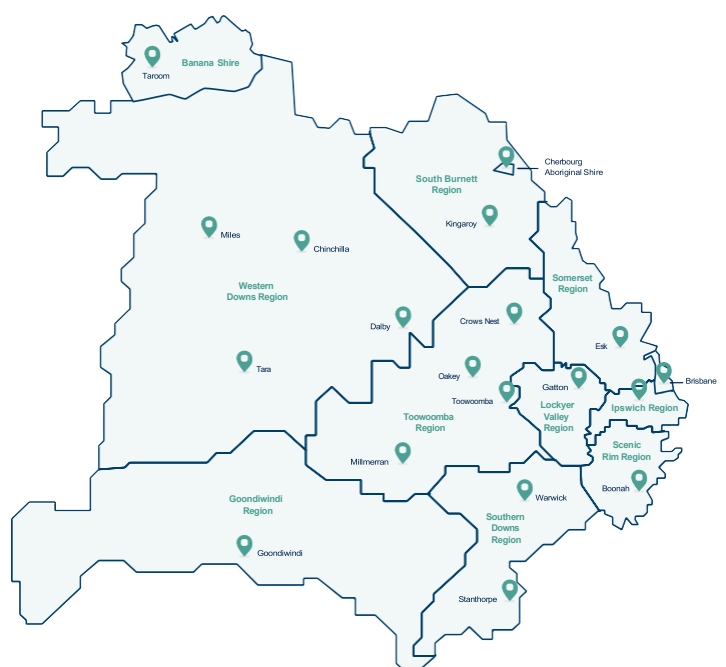 Banana Shire
Taroom
Cherbourg
Aboriginal Shire
South Burnett
Region
Kingaroy
Miles
Chinchilla
Somerset
Region
Western
Downs Region
Crows Nest
Dalby
Esk
Tara
Oakey
Gatton
Brisbane
Toowoomba
Lockyer
Valley
Region
Ipswich Region
Toowoomba
Region
Scenic
Rim Region
Millmerran
Boonah
Goondiwindi
Region
Warwick
Southern
Downs
Region
Goondiwindi
Stanthorpe